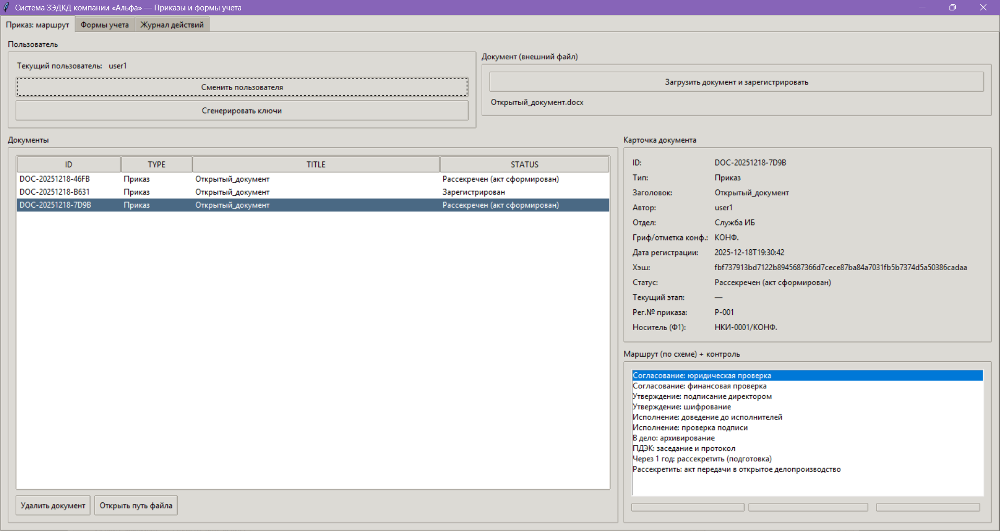 Система ЗЭДКД компании «Альфа» — Приказы и формы учета
Приказ: маршрут Формы учета Журнал действий
Пользователь
Текущий пользователь: user1
Сменить пользователя
Сгенерировать ключи
Документ (внешний файл)
Загрузить документ и зарегистрировать
Открытый_документ.docx
Документы
ID TYPE TITLE STATUS
DOC-20251218-46FB Приказ Открытый_документ Рассекречен (акт сформирован)
DOC-20251218-B631 Приказ Открытый_документ Зарегистрирован
DOC-20251218-7D9B Приказ Открытый_документ Рассекречен (акт сформирован)
Удалить документ Открыть путь файла
Карточка документа
ID: DOC-20251218-7D9B
Тип: Приказ
Заголовок: Открытый_документ
Автор: user1
Отдел: Служба ИБ
Гриф/отметка конф.: КОНФ.
Дата регистрации: 2025-12-18T19:30:42
Хэш: fbf737913bd7122b8945687366d7cece87ba84a7031fb5b7374d5a50386cadaa
Статус: Рассекречен (акт сформирован)
Текущий этап: —
Рег.№ приказа: Р-001
Носитель (Ф1): НКИ-0001/КОНФ.
Маршрут (по схеме) + контроль
Согласование: юридическая проверка
Согласование: финансовая проверка
Утверждение: подписание директором
Утверждение: шифрование
Исполнение: доведение до исполнителей
Исполнение: проверка подписи
В дело: архивирование
ПДЭК: заседание и протокол
Через 1 год: рассекретить (подготовка)
Рассекретить: акт передачи в открытое делопроизводство